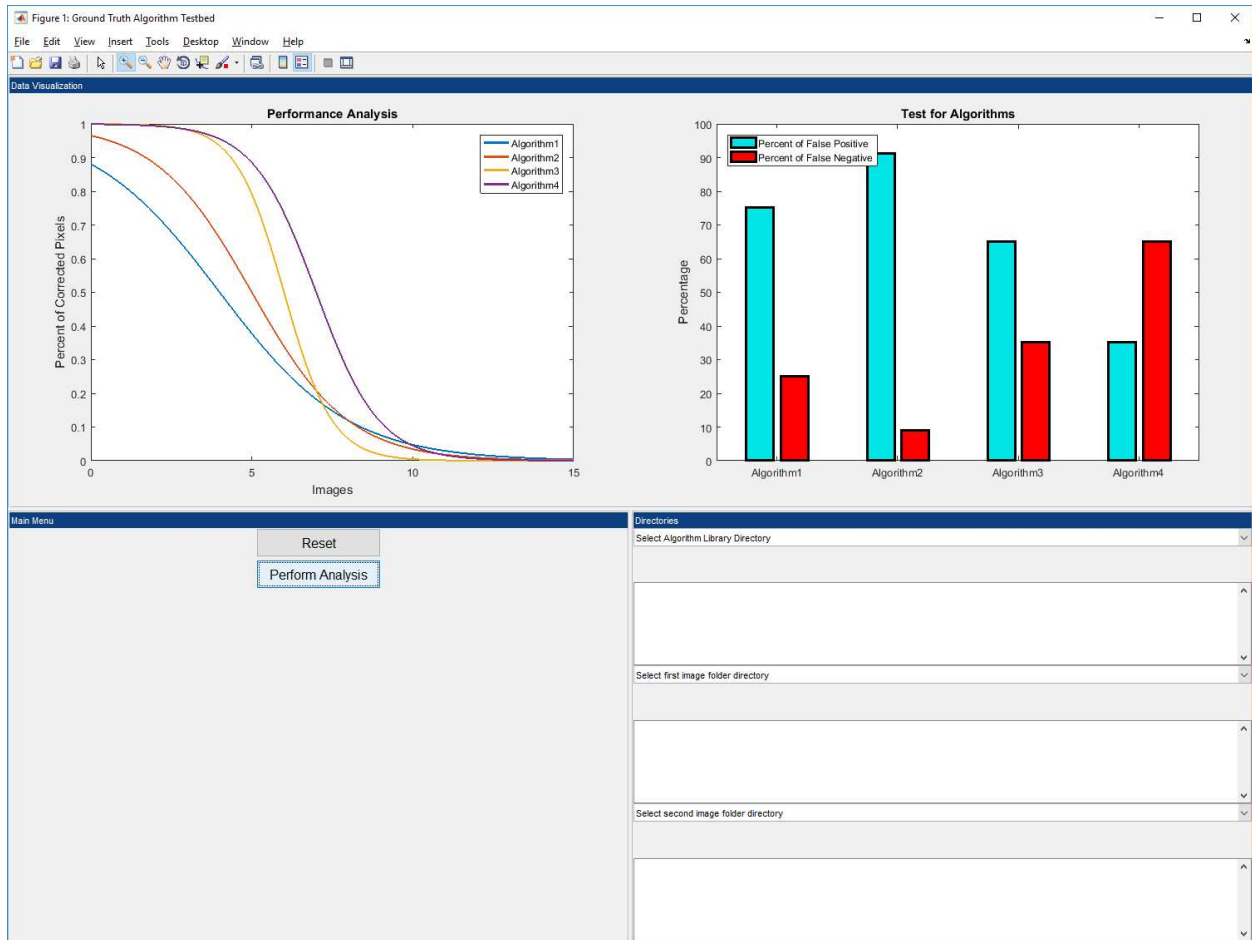 Figure 1: Ground Truth Algorithm Testbed
File Edit View Insert Tools Desktop Window Help
Data Visualization
Performance Analysis
1
0.9
0.8
0.7
0.6
0.5
0.4
0.3
0.2
0.1
0
Percent of Corrected Pixels
Algorithm1
Algorithm2
Algorithm3
Algorithm4
0 5 10 15
Images
Test for Algorithms
100
90
80
70
60
50
40
30
20
10
0
Percentage
Percent of False Positive
Percent of False Negative
Algorithm1 Algorithm2 Algorithm3 Algorithm4
Main Menu
Reset
Perform Analysis
Directories
Select Algorithm Library Directory
Select first image folder directory
Select second image folder directory